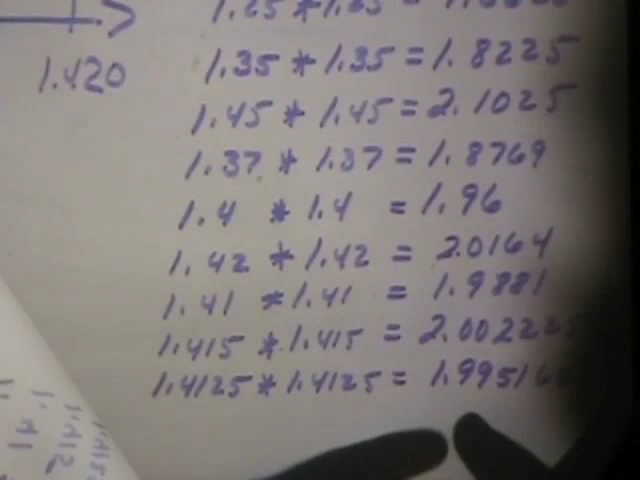 1.35 * 1.35 = 1.8225
1.420
1.45 * 1.45 = 2.1025
1.37 * 1.37 = 1.8769
1.4 * 1.4 = 1.96
1.42 * 1.42 = 2.0164
1.41 * 1.41 = 1.9881
1.415 * 1.415 = 2.002225
1.4125 * 1.4125 = 1.99516